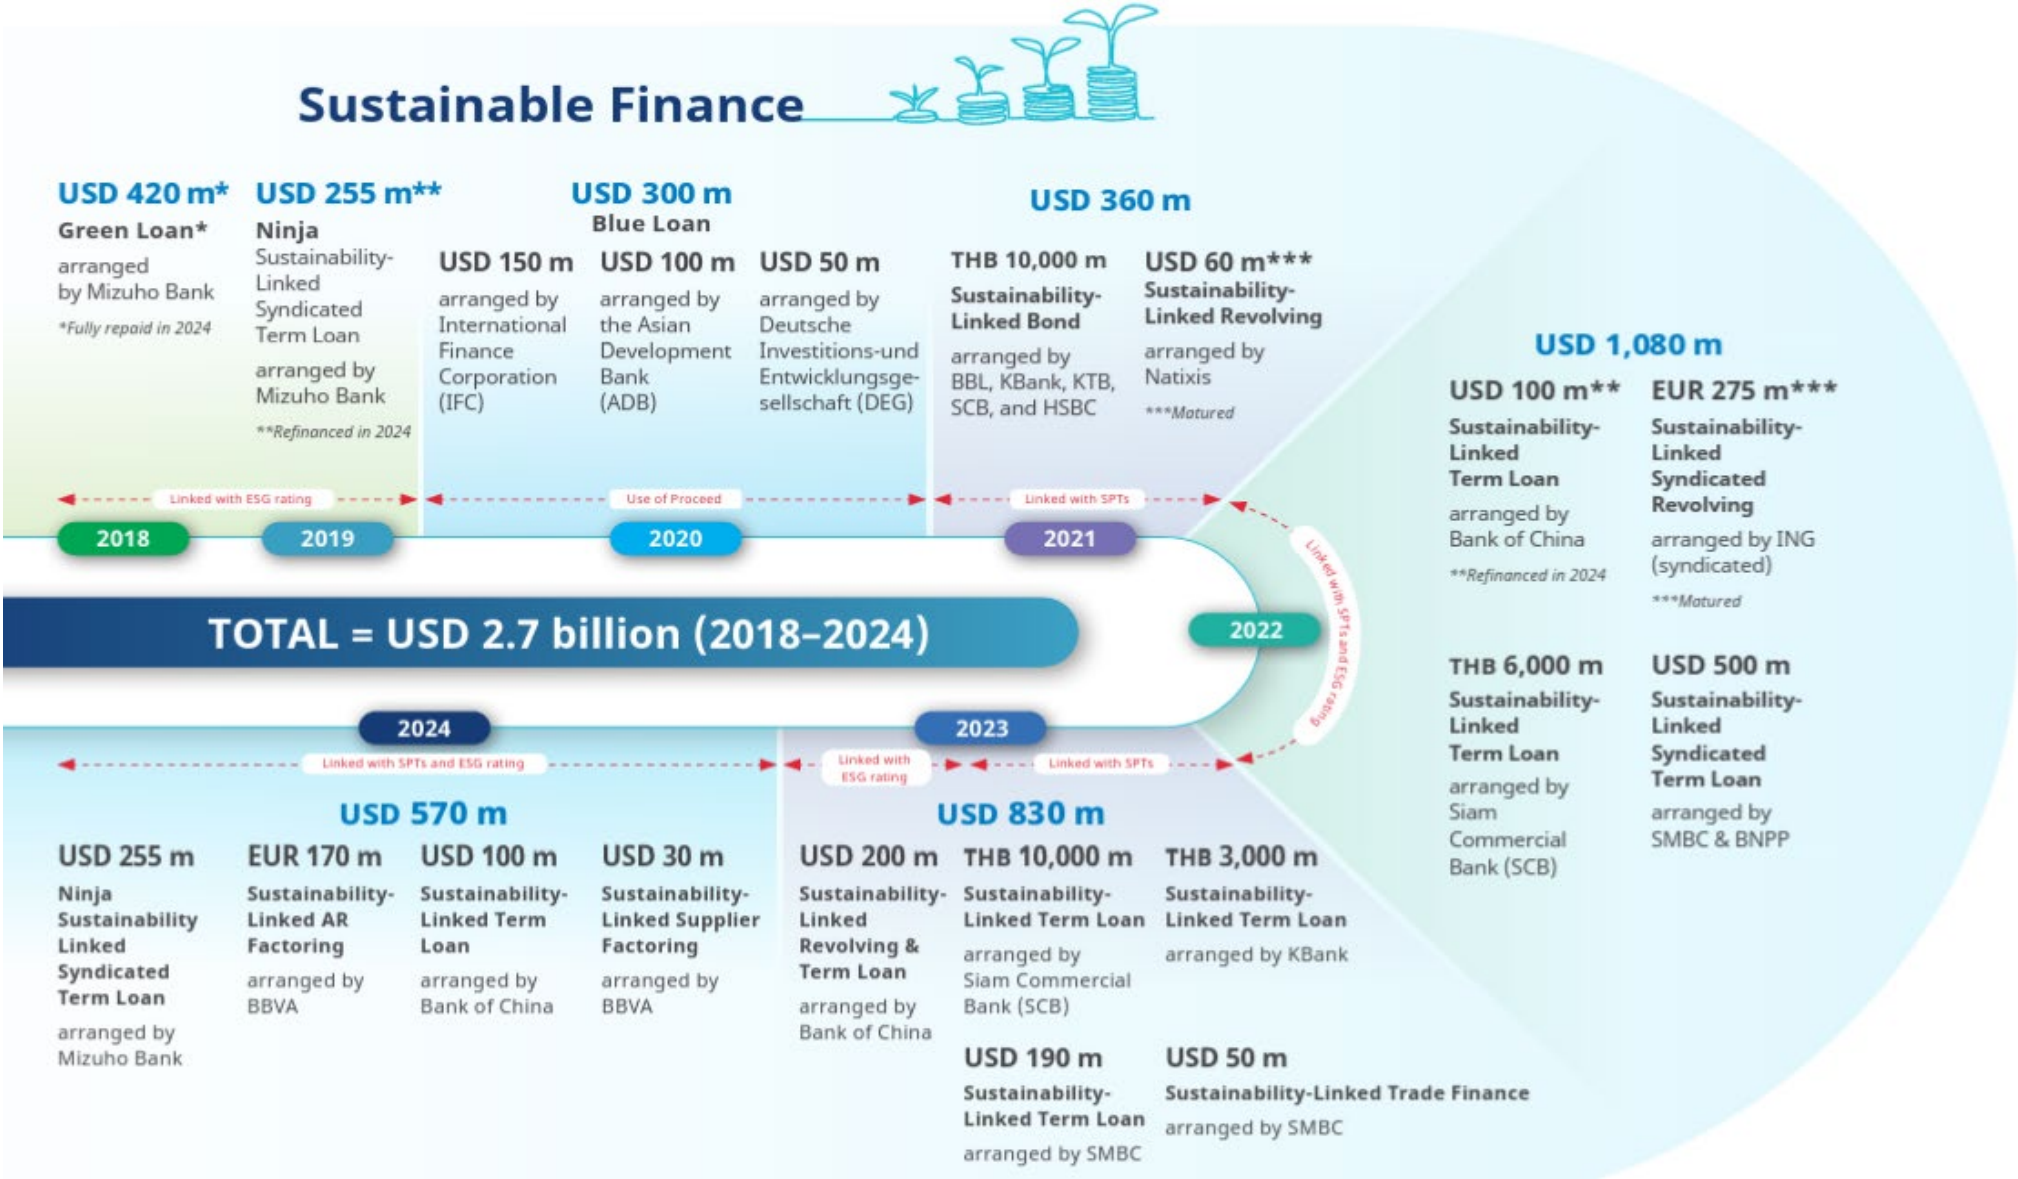 Sustainable Finance
USD 420 m*
Green Loan*
arranged
by Mizuho Bank
*Fully repaid in 2024
USD 255 m**
Ninja
Sustainability-
Linked
Syndicated
Term Loan
arranged by
Mizuho Bank
**Refinanced in 2024
USD 300 m
Blue Loan
USD 150 m
arranged by
International
Finance
Corporation
(IFC)
USD 100 m
arranged by
the Asian
Development
Bank
(ADB)
USD 50 m
arranged by
Deutsche
Investitions-und
Entwicklungsge-
sellschaft (DEG)
USD 360 m
THB 10,000 m
Sustainability-
Linked Bond
arranged by
BBL, KBank, KTB,
SCB, and HSBC
USD 60 m***
Sustainability-
Linked Revolving
arranged by
Natixis
***Matured
Linked with ESG rating
Use of Proceed
Linked with SPTs
2018
2019
2020
2021
TOTAL = USD 2.7 billion (2018–2024)
2022
Linked with SPTs and ESG rating
USD 1,080 m
USD 100 m**
Sustainability-
Linked
Term Loan
arranged by
Bank of China
**Refinanced in 2024
EUR 275 m***
Sustainability-
Linked
Syndicated
Revolving
arranged by ING
(syndicated)
***Matured
THB 6,000 m
Sustainability-
Linked
Term Loan
arranged by
Siam
Commercial
Bank (SCB)
USD 500 m
Sustainability-
Linked
Syndicated
Term Loan
arranged by
SMBC & BNPP
2024
2023
Linked with SPTs and ESG rating
Linked with
ESG rating
Linked with SPTs
USD 570 m
USD 255 m
Ninja
Sustainability
Linked
Syndicated
Term Loan
arranged by
Mizuho Bank
EUR 170 m
Sustainability-
Linked AR
Factoring
arranged by
BBVA
USD 100 m
Sustainability-
Linked Term
Loan
arranged by
Bank of China
USD 30 m
Sustainability-
Linked Supplier
Factoring
arranged by
BBVA
USD 830 m
USD 200 m
Sustainability-
Linked
Revolving &
Term Loan
arranged by
Bank of China
THB 10,000 m
Sustainability-
Linked Term Loan
arranged by
Siam Commercial
Bank (SCB)
THB 3,000 m
Sustainability-
Linked Term Loan
arranged by KBank
USD 190 m
Sustainability-
Linked Term Loan
arranged by SMBC
USD 50 m
Sustainability-Linked Trade Finance
arranged by SMBC